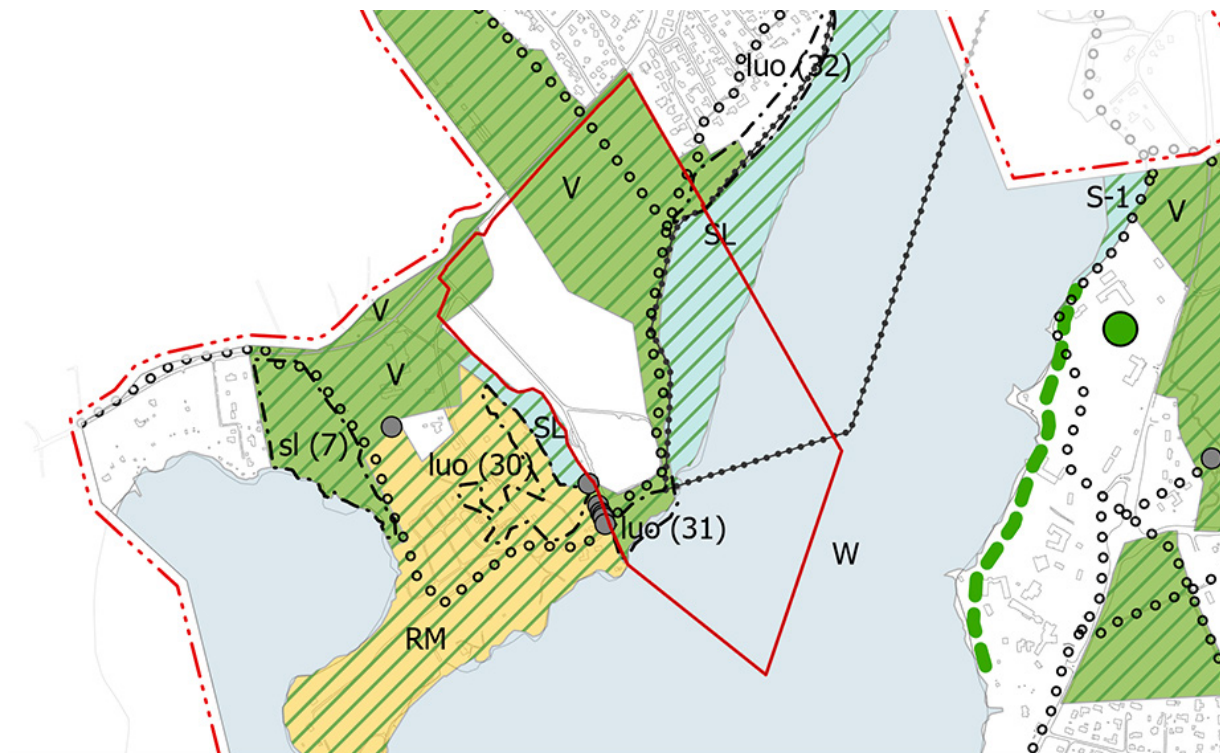 luo (32)
V
S-1
V
SL
V
V
sl (7)
SL
luo (30)
luo (31)
W
RM